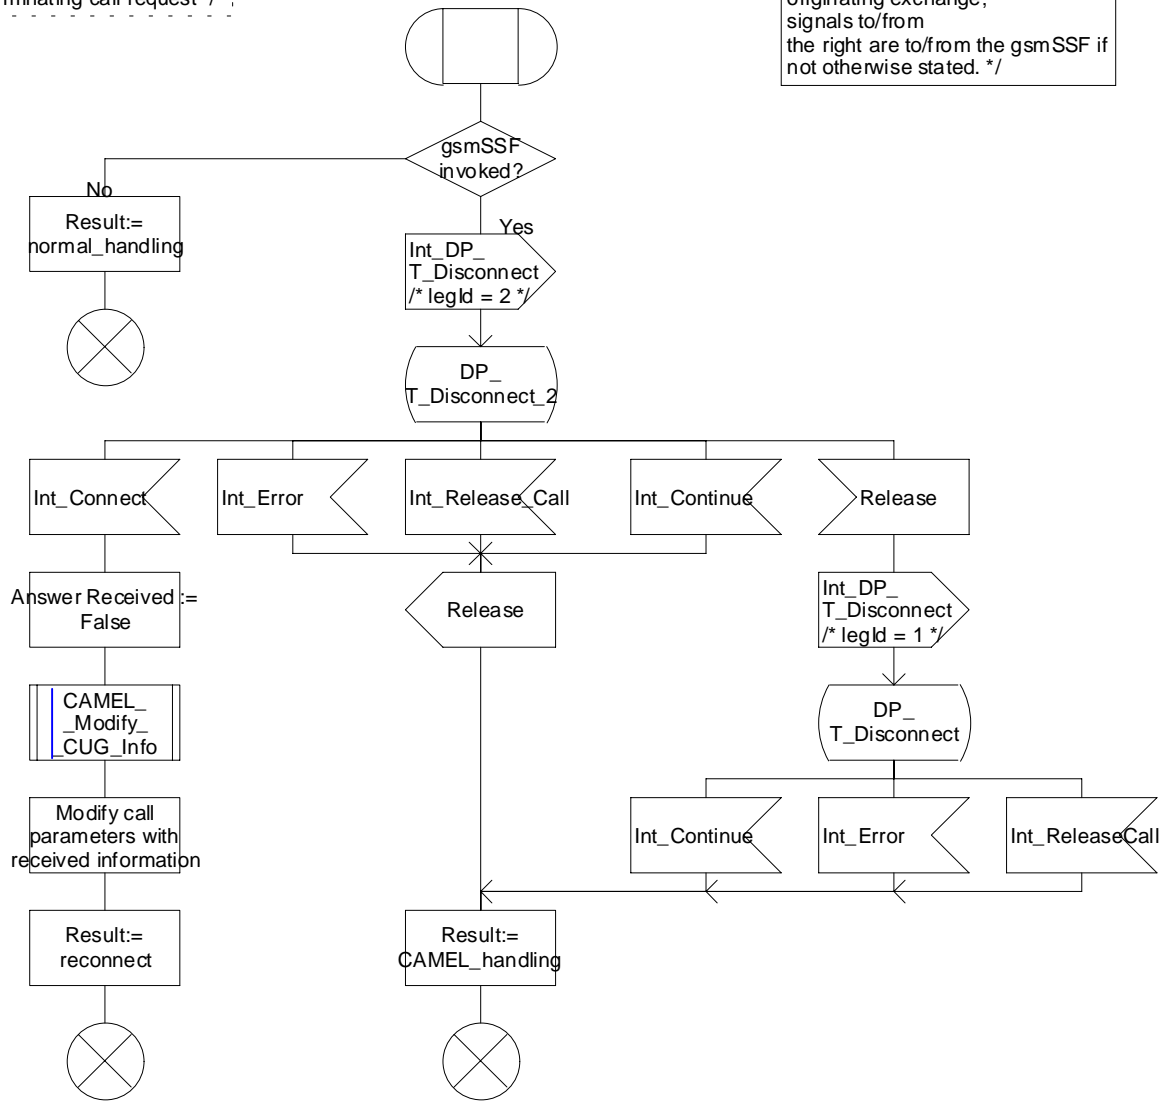 minating call request */
originating exchange;
signals to/from
the right are to/from the gsmSSF if
not otherwise stated. */
gsmSSF
invoked?
No
Yes
Result:=
normal_handling
Int_DP_
T_Disconnect
/* legId = 2 */
DP_
T_Disconnect_2
Int_Connect
Int_Error
Int_Release_Call
Int_Continue
Release
Answer Received :=
False
Release
Int_DP_
T_Disconnect
/* legId = 1 */
CAMEL_
_Modify_
_CUG_Info
DP_
T_Disconnect
Modify call
parameters with
received information
Int_Continue
Int_Error
Int_ReleaseCall
Result:=
reconnect
Result:=
CAMEL_handling